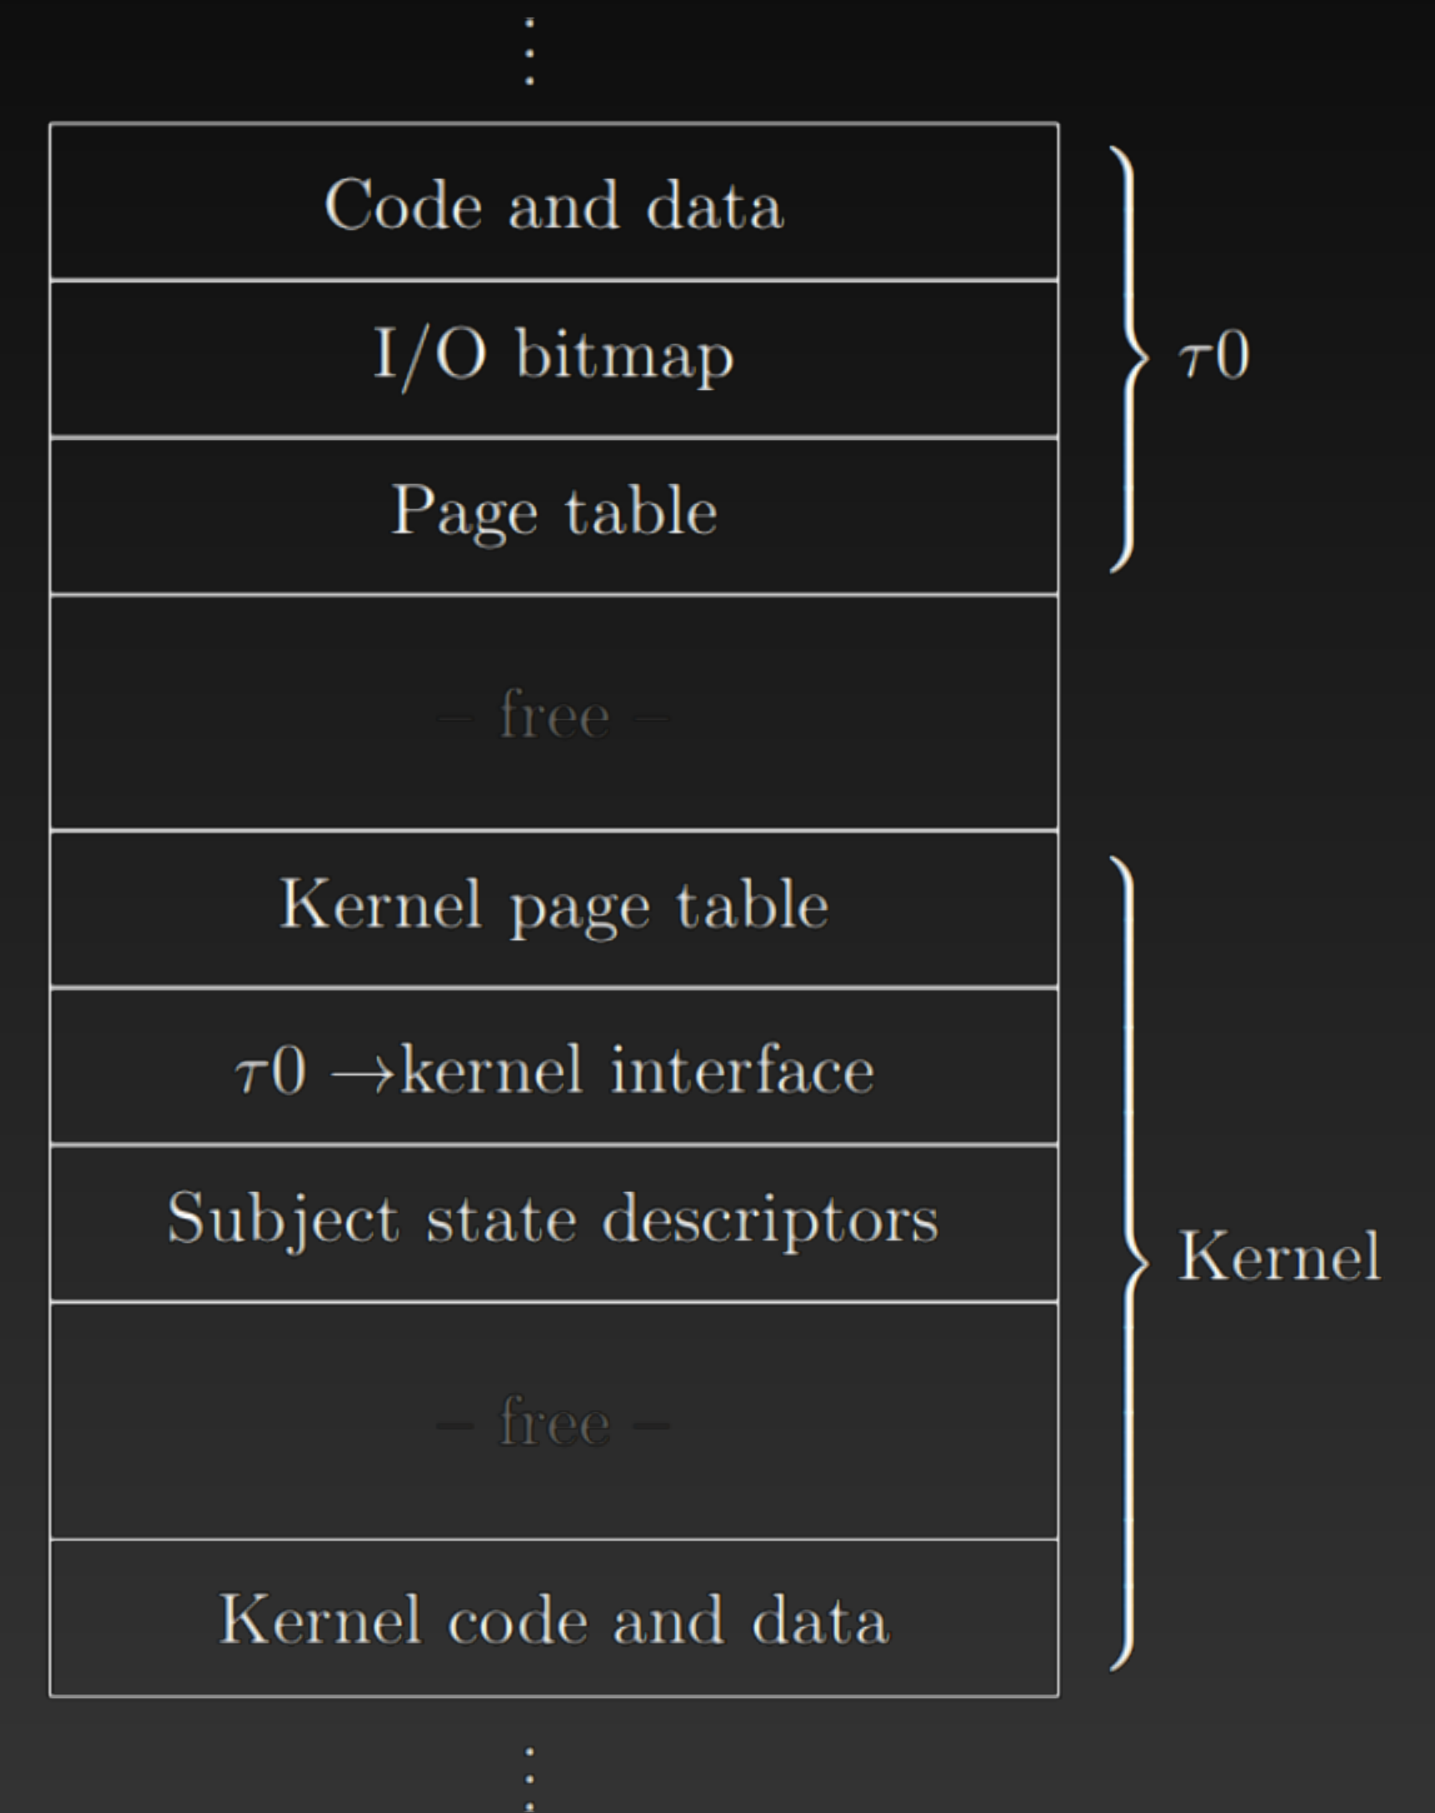 ⋮
Code and data
I/O bitmap
τ0
Page table
– free –
Kernel page table
τ0 →kernel interface
Subject state descriptors
Kernel
– free –
Kernel code and data
⋮